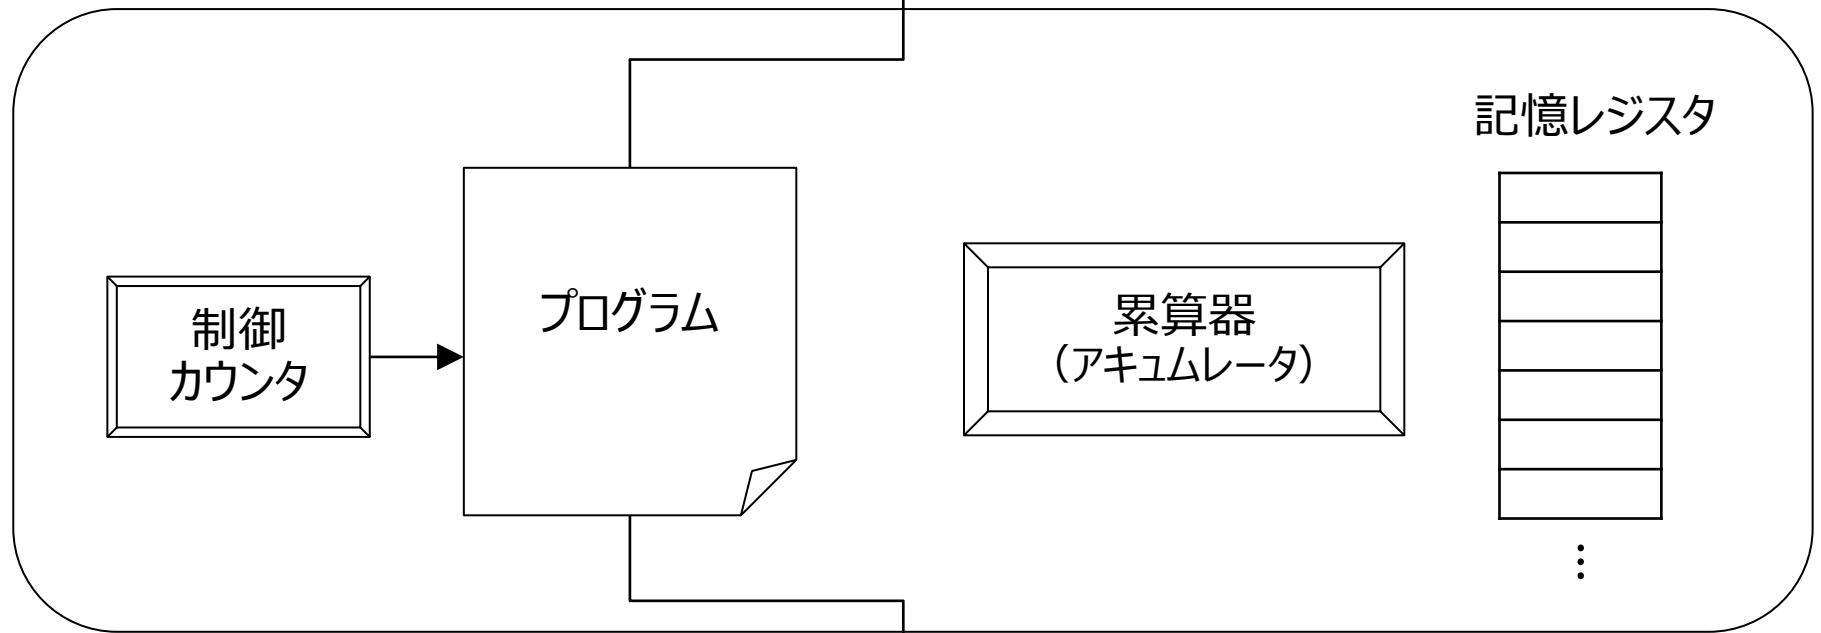 記憶レジスタ
制御
カウンタ
プログラム
累算器
（アキュムレータ）